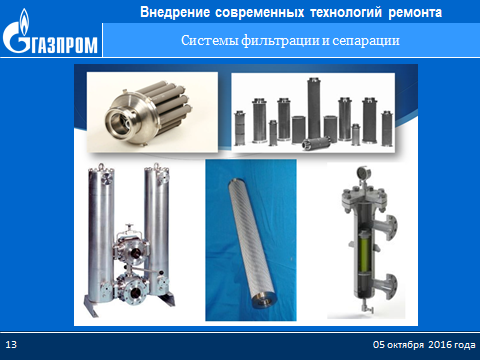 Внедрение современных технологий ремонта
ГАЗПРОМ
Системы фильтрации и сепарации
13
05 октября 2016 года